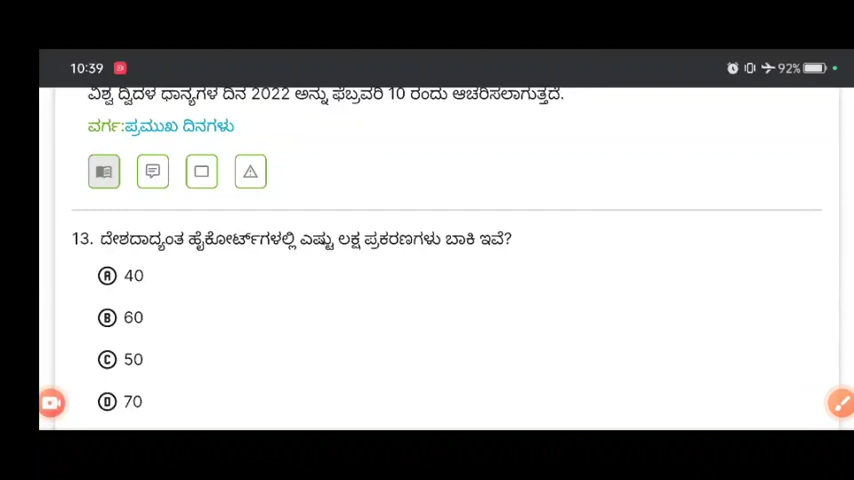 10:39
92%
ವಿಶ್ವ ದ್ವಿದಳ ಧಾನ್ಯಗಳ ದಿನ 2022 ಅನ್ನು ಫೆಬ್ರವರಿ 10 ರಂದು ಆಚರಿಸಲಾಗುತ್ತದೆ.
ವರ್ಗ:ಪ್ರಮುಖ ದಿನಗಳು
13. ದೇಶದಾದ್ಯಂತ ಹೈಕೋರ್ಟ್‌ಗಳಲ್ಲಿ ಎಷ್ಟು ಲಕ್ಷ ಪ್ರಕರಣಗಳು ಬಾಕಿ ಇವೆ?
A 40
B 60
C 50
D 70